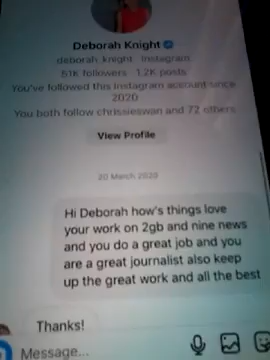 Deborah Knight
deborah_knight · Instagram
51K followers · 1.2K posts
You've followed this Instagram account since
2020
You both follow chrissieswan and 72 others
View Profile
20 March 2020
Hi Deborah how's things love
your work on 2gb and nine news
and you do a great job and you
are a great journalist also keep
up the great work and all the best
Thanks!
Message...